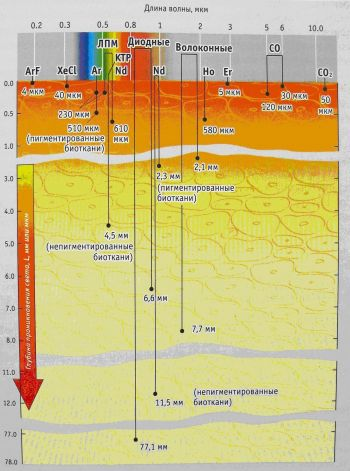 Длина волны, мкм
0.2 0.3 0.5 0.8 1.0 2 3 5 6 10.0
ЛПМ Диодные
КТР Волоконные CO
ArF XeCl Ar Nd Nd Ho Er CO₂
0.0
4 мкм 40 мкм 5 мкм 30 мкм 50 мкм
230 мкм 120 мкм
0.5
510 мкм 610 мкм 580 мкм
(пигментированные биоткани)
1.0
2.0
2,1 мм
3.0
2,3 мм
(пигментированные биоткани)
4.0
4,5 мм
(непигментированные биоткани)
5.0
6.0
6,6 мм
7.0
7,7 мм
8.0
11.0
(непигментированные биоткани)
12.0
11,5 мм
77.0
77,1 мм
78.0
Глубина проникновения света, L, мм или мкм